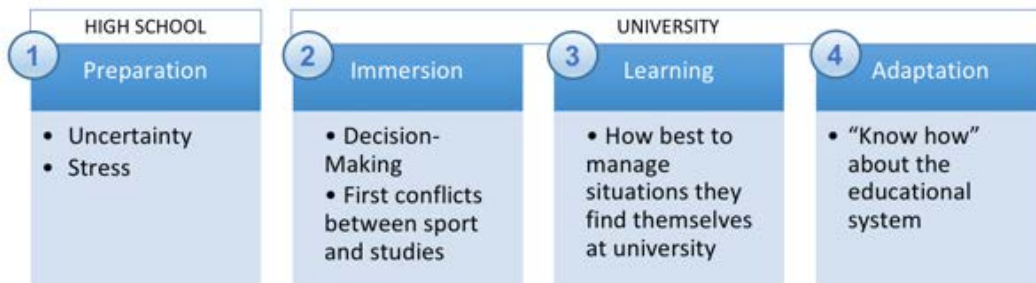 HIGH SCHOOL
UNIVERSITY
1
Preparation
• Uncertainty
• Stress
2
Immersion
• Decision-
Making
• First conflicts
between sport
and studies
3
Learning
• How best to
manage
situations they
find themselves
at university
4
Adaptation
• “Know how”
about the
educational
system